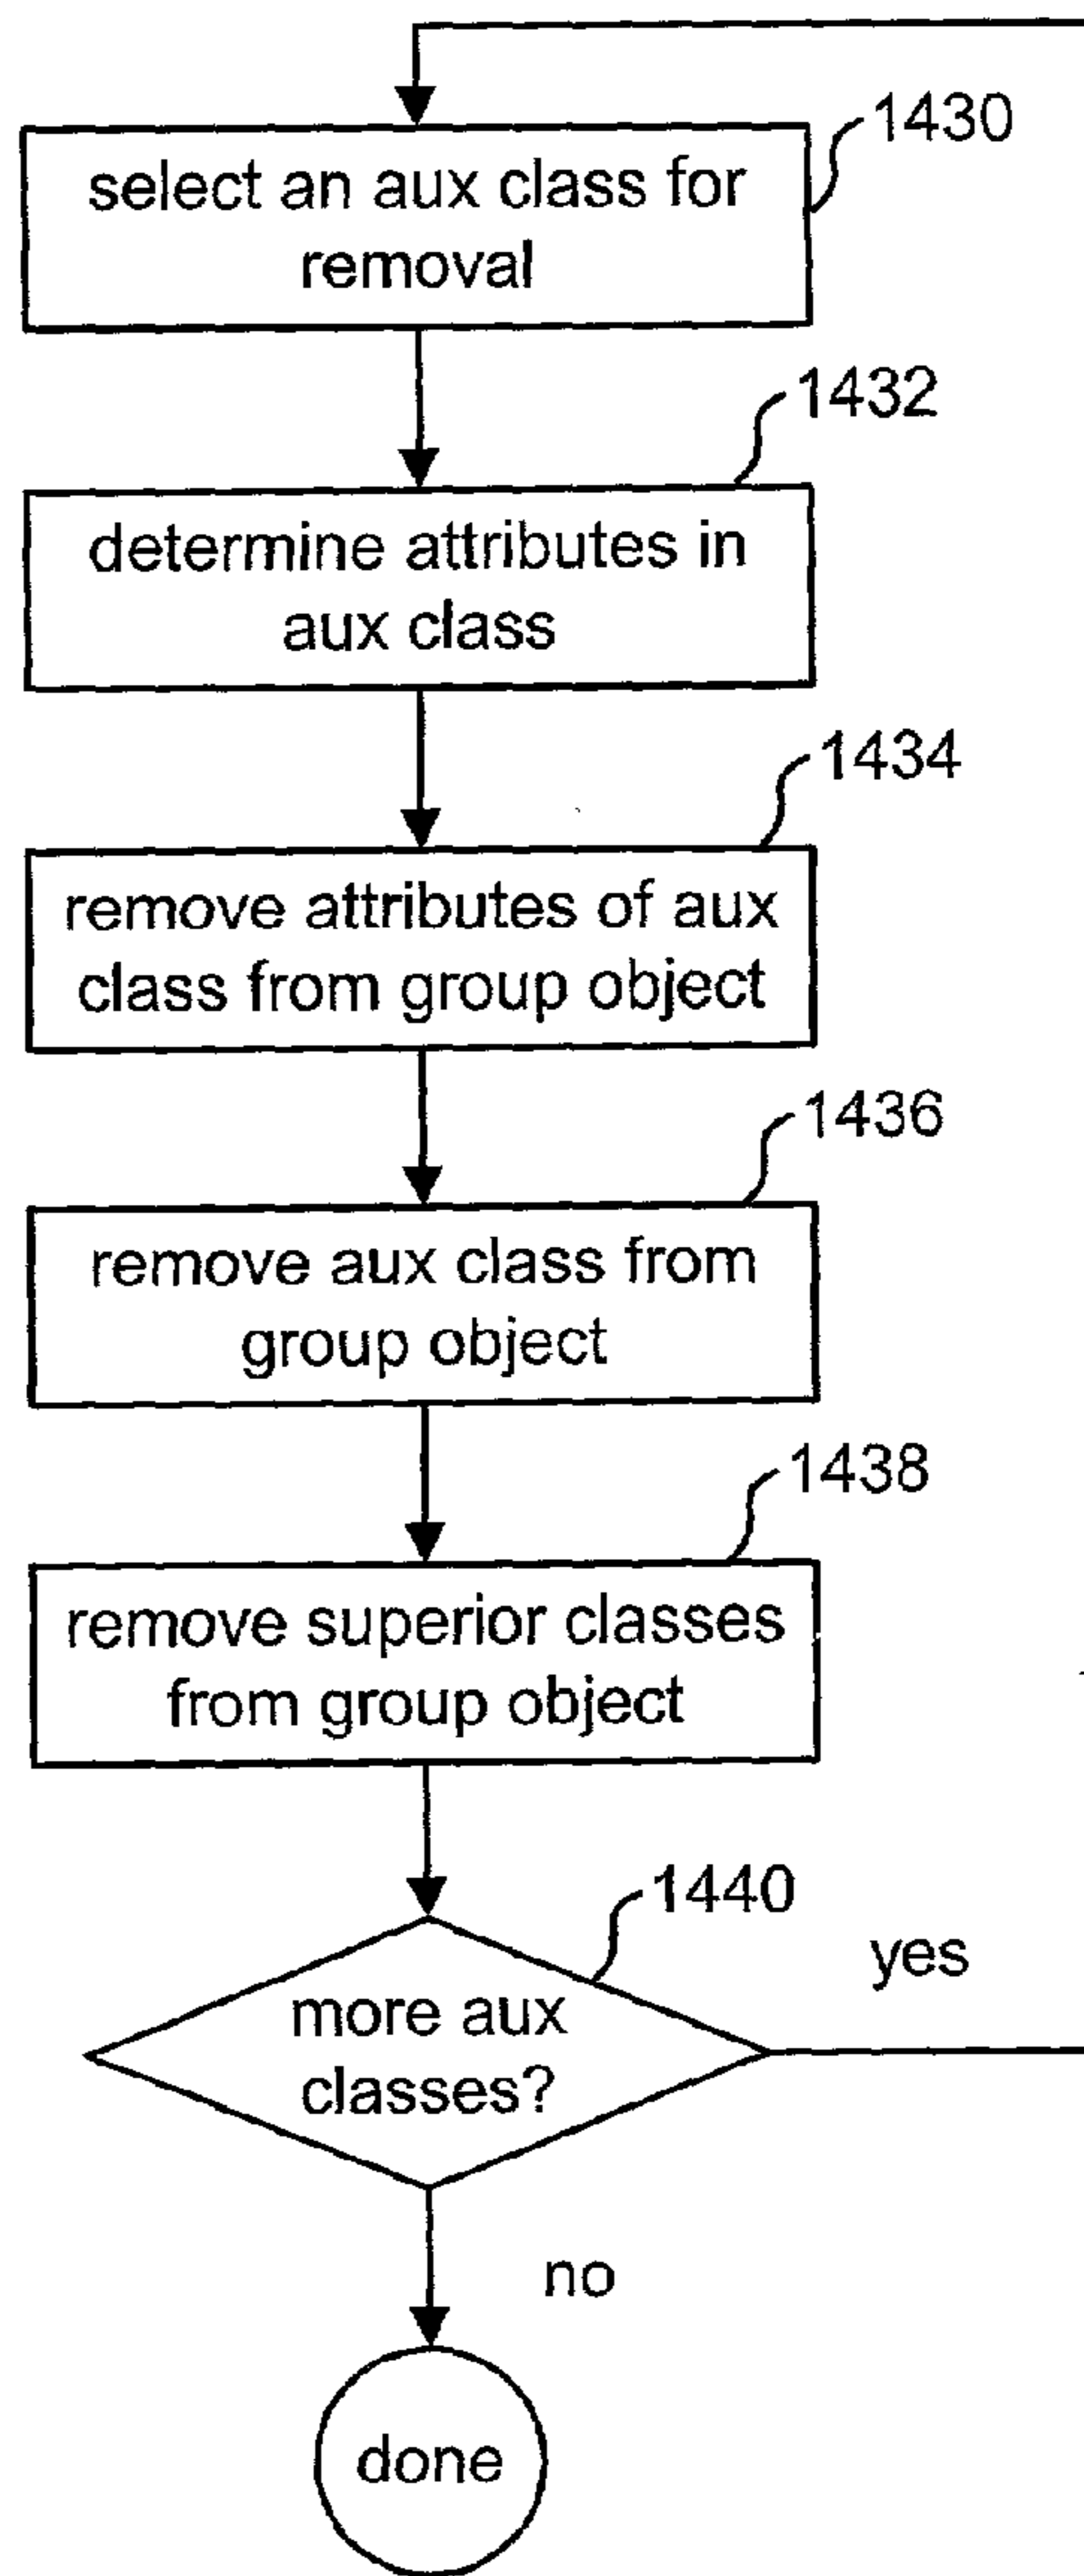 1430
select an aux class for
removal
1432
determine attributes in
aux class
1434
remove attributes of aux
class from group object
1436
remove aux class from
group object
1438
remove superior classes
from group object
1440
more aux
classes?
yes
no
done